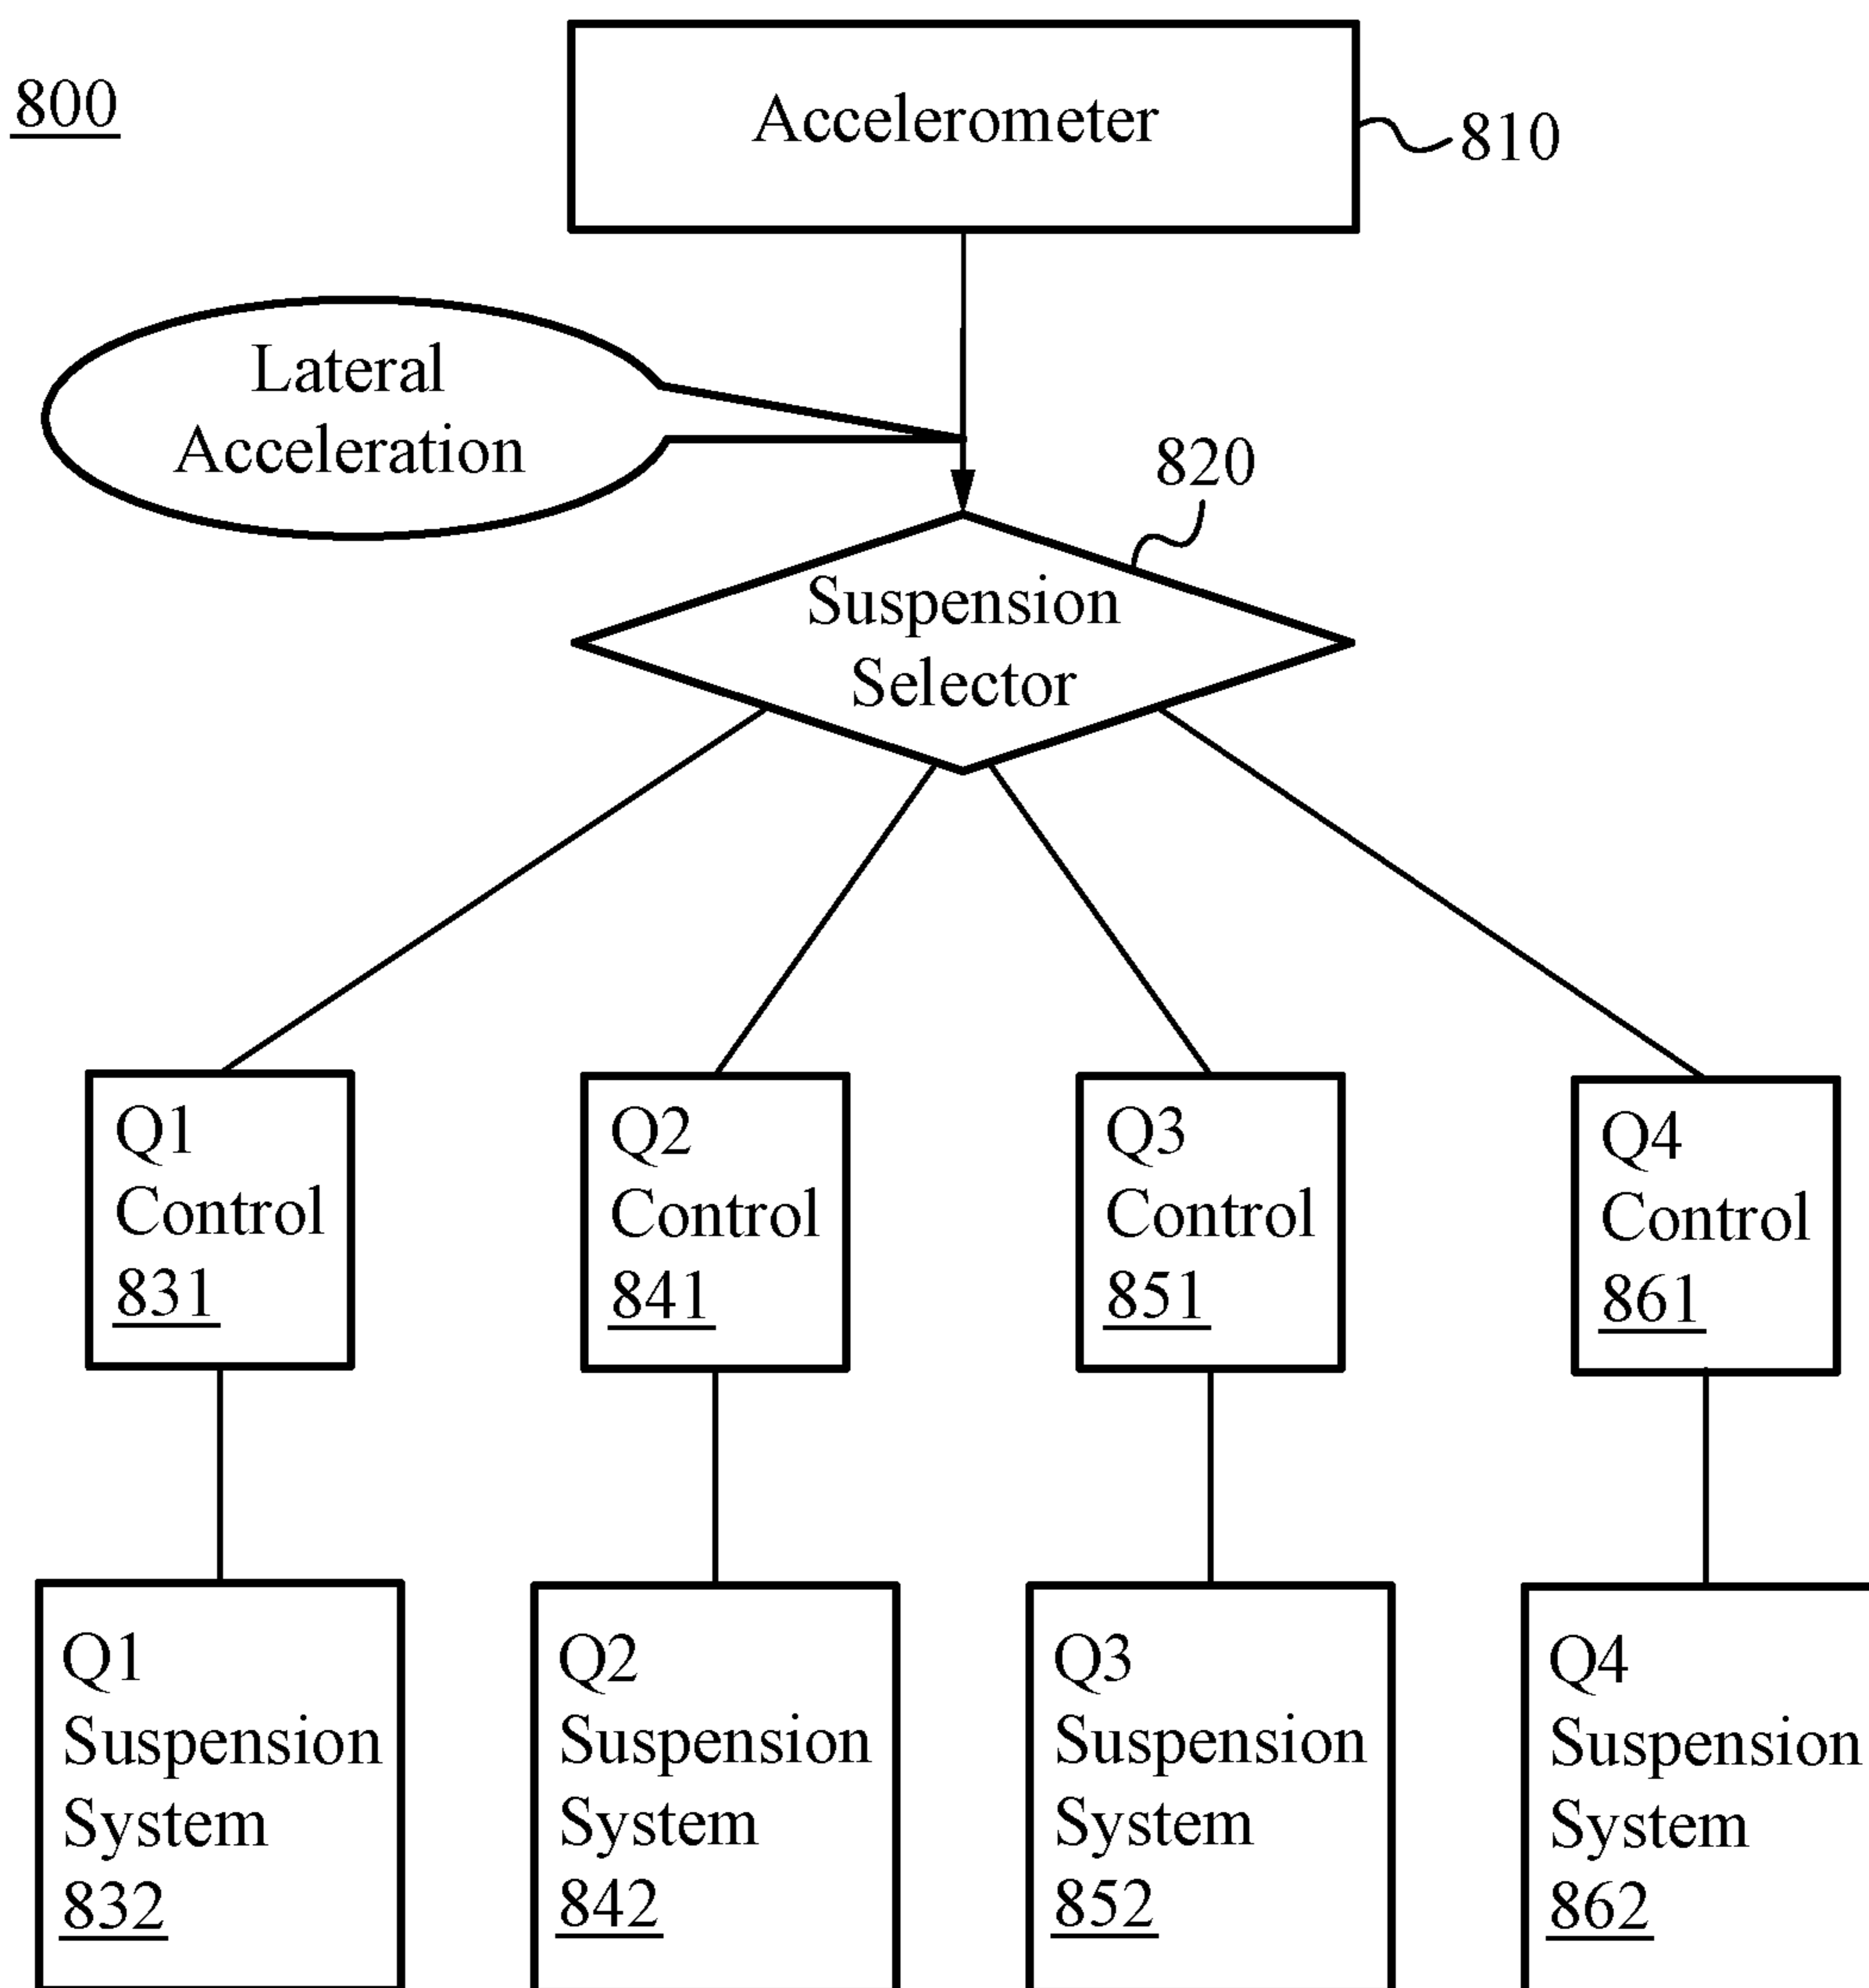 800
Accelerometer
810
Lateral
Acceleration
820
Suspension
Selector
Q1
Control
831
Q2
Control
841
Q3
Control
851
Q4
Control
861
Q1
Suspension
System
832
Q2
Suspension
System
842
Q3
Suspension
System
852
Q4
Suspension
System
862